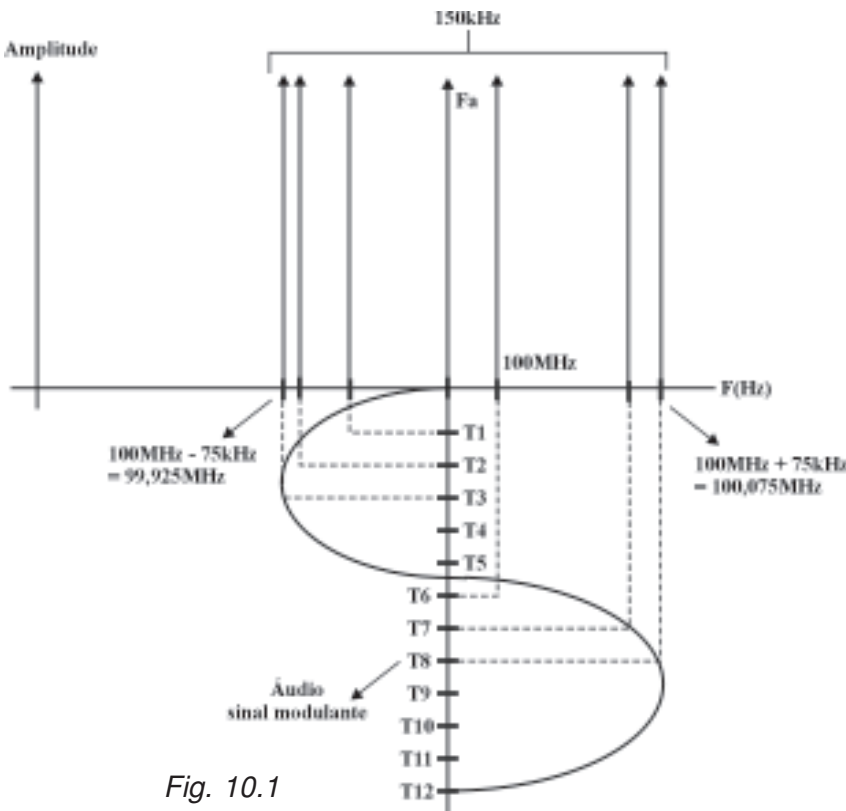 150kHz
Amplitude
Fa
100MHz
F(Hz)
100MHz - 75kHz
= 99,925MHz
100MHz + 75kHz
= 100,075MHz
T1
T2
T3
T4
T5
T6
T7
T8
T9
T10
T11
T12
Áudio
sinal modulante
Fig. 10.1